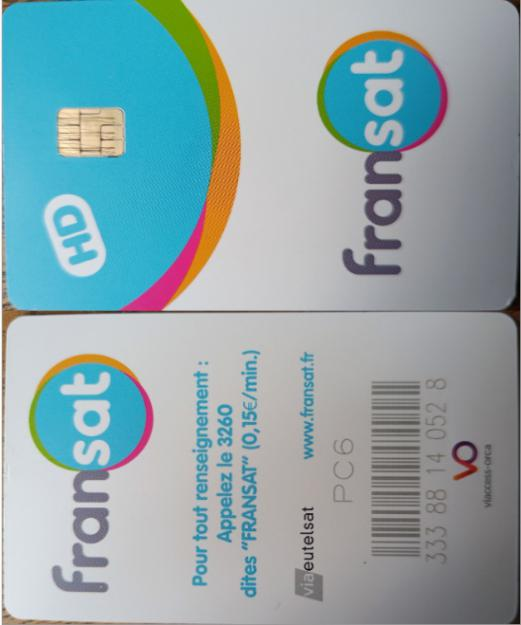 HD
fransat
fransat
Pour tout renseignement :
Appelez le 3260
dites "FRANSAT" (0,15€/min.)
viaeutelsat
www.fransat.fr
PC6
333 88 14 052 8
VO
viaccess-orca